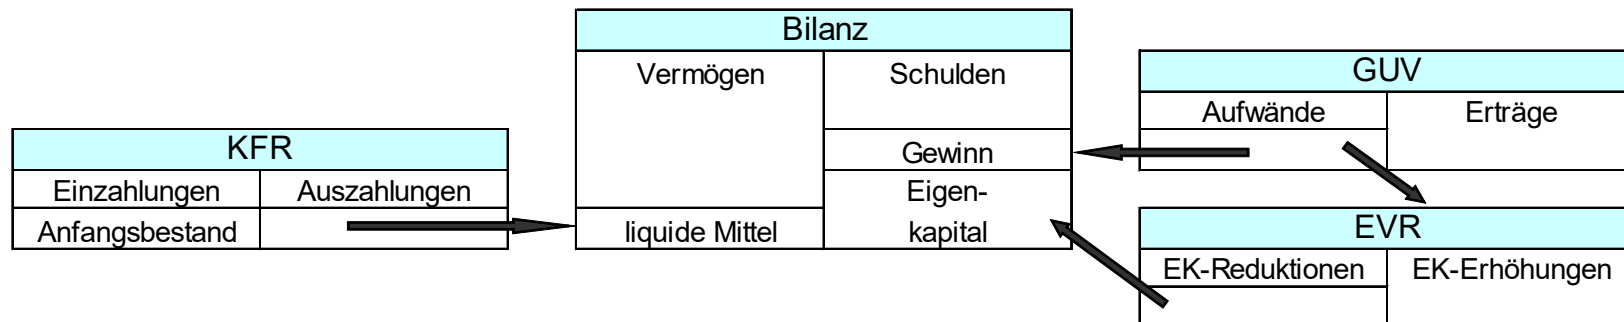 Bilanz
Vermögen Schulden
GUV
Aufwände Erträge
KFR
Gewinn
Einzahlungen Auszahlungen
Eigen-
Anfangsbestand
liquide Mittel kapital
EVR
EK-Reduktionen EK-Erhöhungen